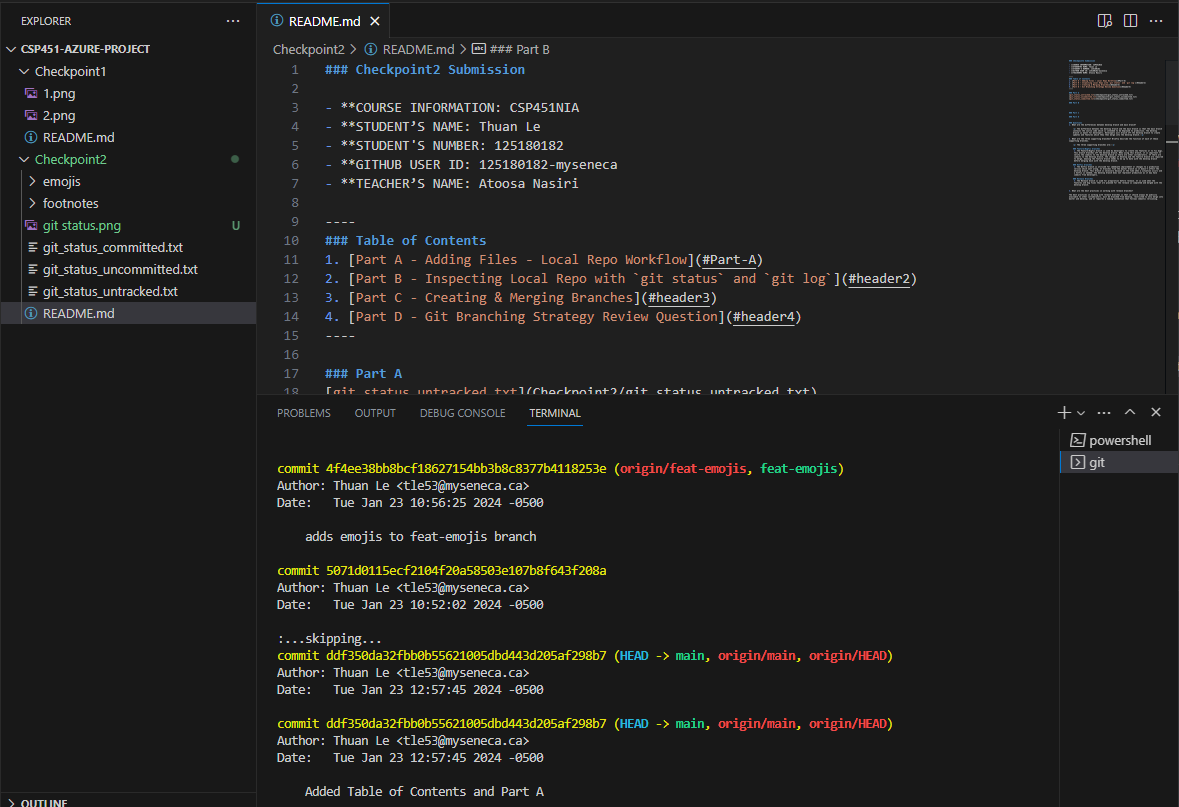 EXPLORER
···
CSP451-AZURE-PROJECT
Checkpoint1
1.png
2.png
README.md
Checkpoint2
emojis
footnotes
git status.png U
git_status_committed.txt
git_status_uncommitted.txt
git_status_untracked.txt
README.md
OUTLINE
README.md
Checkpoint2 > README.md > ### Part B
1 ### Checkpoint2 Submission
2
3 - **COURSE INFORMATION: CSP451NIA
4 - **STUDENT’S NAME: Thuan Le
5 - **STUDENT'S NUMBER: 125180182
6 - **GITHUB USER ID: 125180182-myseneca
7 - **TEACHER’S NAME: Atoosa Nasiri
8
9 ----
10 ### Table of Contents
11 1. [Part A - Adding Files - Local Repo Workflow](#Part-A)
12 2. [Part B - Inspecting Local Repo with `git status` and `git log`](#header2)
13 3. [Part C - Creating & Merging Branches](#header3)
14 4. [Part D - Git Branching Strategy Review Question](#header4)
15 ----
16
17 ### Part A
18 [git_status_untracked.txt](Checkpoint2/git_status_untracked.txt)
PROBLEMS OUTPUT DEBUG CONSOLE TERMINAL
powershell
git
commit 4f4ee38bb8bcf18627154bb3b8c8377b4118253e (origin/feat-emojis, feat-emojis)
Author: Thuan Le <tle53@myseneca.ca>
Date:   Tue Jan 23 10:56:25 2024 -0500
adds emojis to feat-emojis branch
commit 5071d0115ecf2104f20a58503e107b8f643f208a
Author: Thuan Le <tle53@myseneca.ca>
Date:   Tue Jan 23 10:52:02 2024 -0500
:...skipping...
commit ddf350da32fbb0b55621005dbd443d205af298b7 (HEAD -> main, origin/main, origin/HEAD)
Author: Thuan Le <tle53@myseneca.ca>
Date:   Tue Jan 23 12:57:45 2024 -0500
commit ddf350da32fbb0b55621005dbd443d205af298b7 (HEAD -> main, origin/main, origin/HEAD)
Author: Thuan Le <tle53@myseneca.ca>
Date:   Tue Jan 23 12:57:45 2024 -0500
Added Table of Contents and Part A